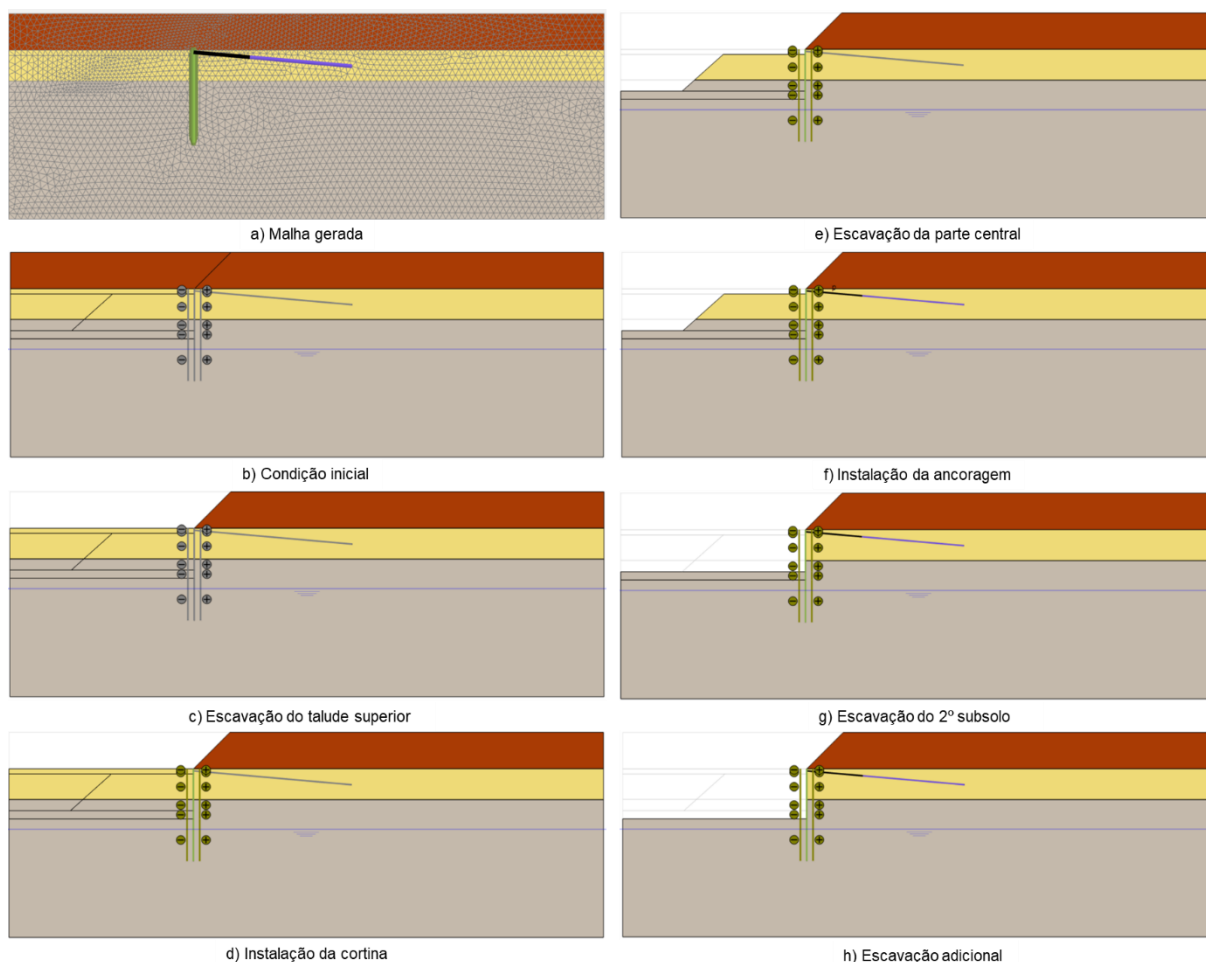 a) Malha gerada
b) Condição inicial
c) Escavação do talude superior
d) Instalação da cortina
e) Escavação da parte central
f) Instalação da ancoragem
g) Escavação do 2º subsolo
h) Escavação adicional